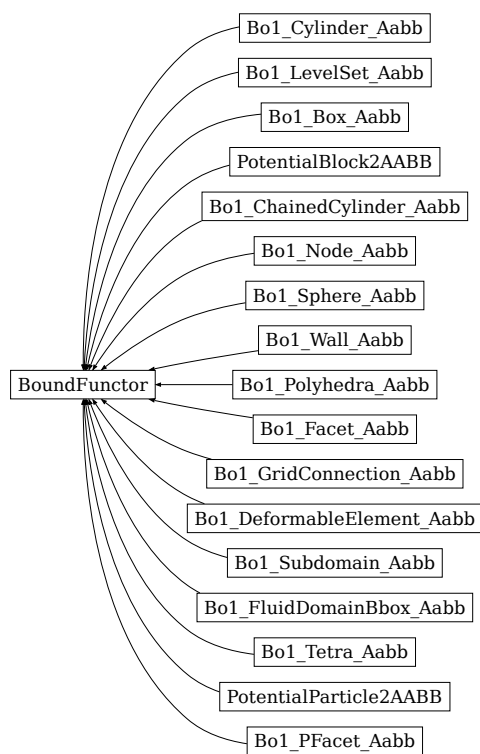 Bo1_Cylinder_Aabb
Bo1_LevelSet_Aabb
Bo1_Box_Aabb
PotentialBlock2AABB
Bo1_ChainedCylinder_Aabb
Bo1_Node_Aabb
Bo1_Sphere_Aabb
Bo1_Wall_Aabb
BoundFunctor
Bo1_Polyhedra_Aabb
Bo1_Facet_Aabb
Bo1_GridConnection_Aabb
Bo1_DeformableElement_Aabb
Bo1_Subdomain_Aabb
Bo1_FluidDomainBbox_Aabb
Bo1_Tetra_Aabb
PotentialParticle2AABB
Bo1_PFacet_Aabb